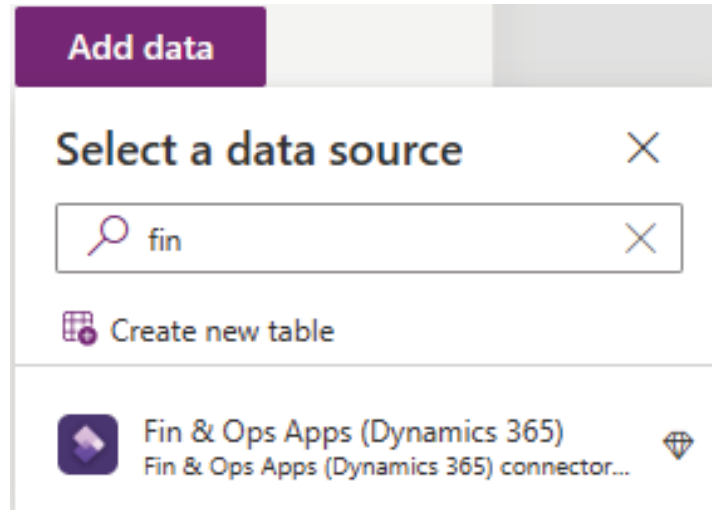 Add data
Select a data source
fin
Create new table
Fin & Ops Apps (Dynamics 365)
Fin & Ops Apps (Dynamics 365) connector...